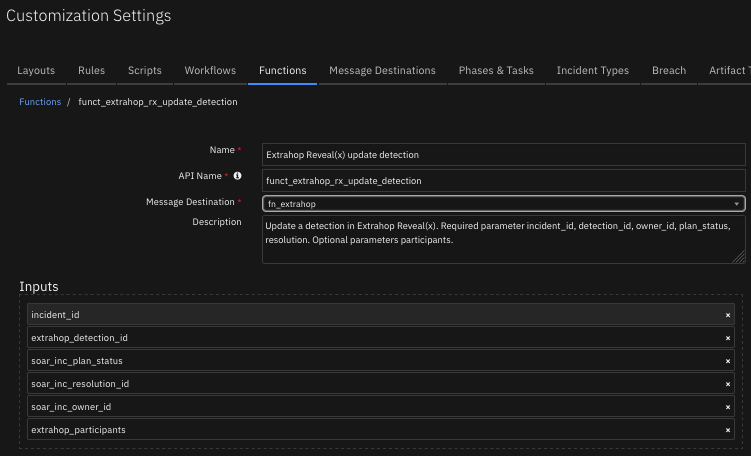 Customization Settings
Layouts Rules Scripts Workflows Functions Message Destinations Phases & Tasks Incident Types Breach Artifact T
Functions / funct_extrahop_rx_update_detection
Name * Extrahop Reveal(x) update detection
API Name * funct_extrahop_rx_update_detection
Message Destination * fn_extrahop
Description Update a detection in Extrahop Reveal(x). Required parameter incident_id, detection_id, owner_id, plan_status,
resolution. Optional parameters participants.
Inputs
incident_id ×
extrahop_detection_id ×
soar_inc_plan_status ×
soar_inc_resolution_id ×
soar_inc_owner_id ×
extrahop_participants ×